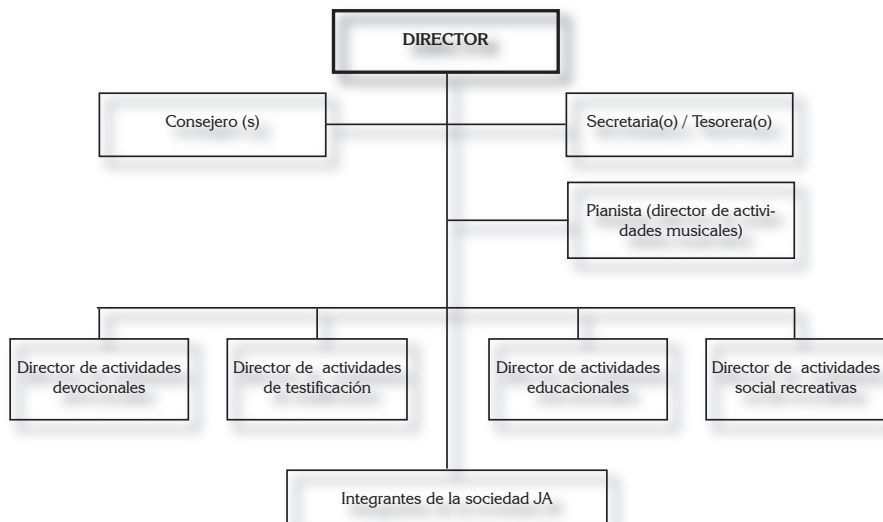 DIRECTOR
Consejero (s)
Secretaria(o) / Tesorera(o)
Pianista (director de activi-
dades musicales)
Director de actividades
devocionales
Director de actividades
de testificación
Director de actividades
educacionales
Director de actividades
social recreativas
Integrantes de la sociedad JA